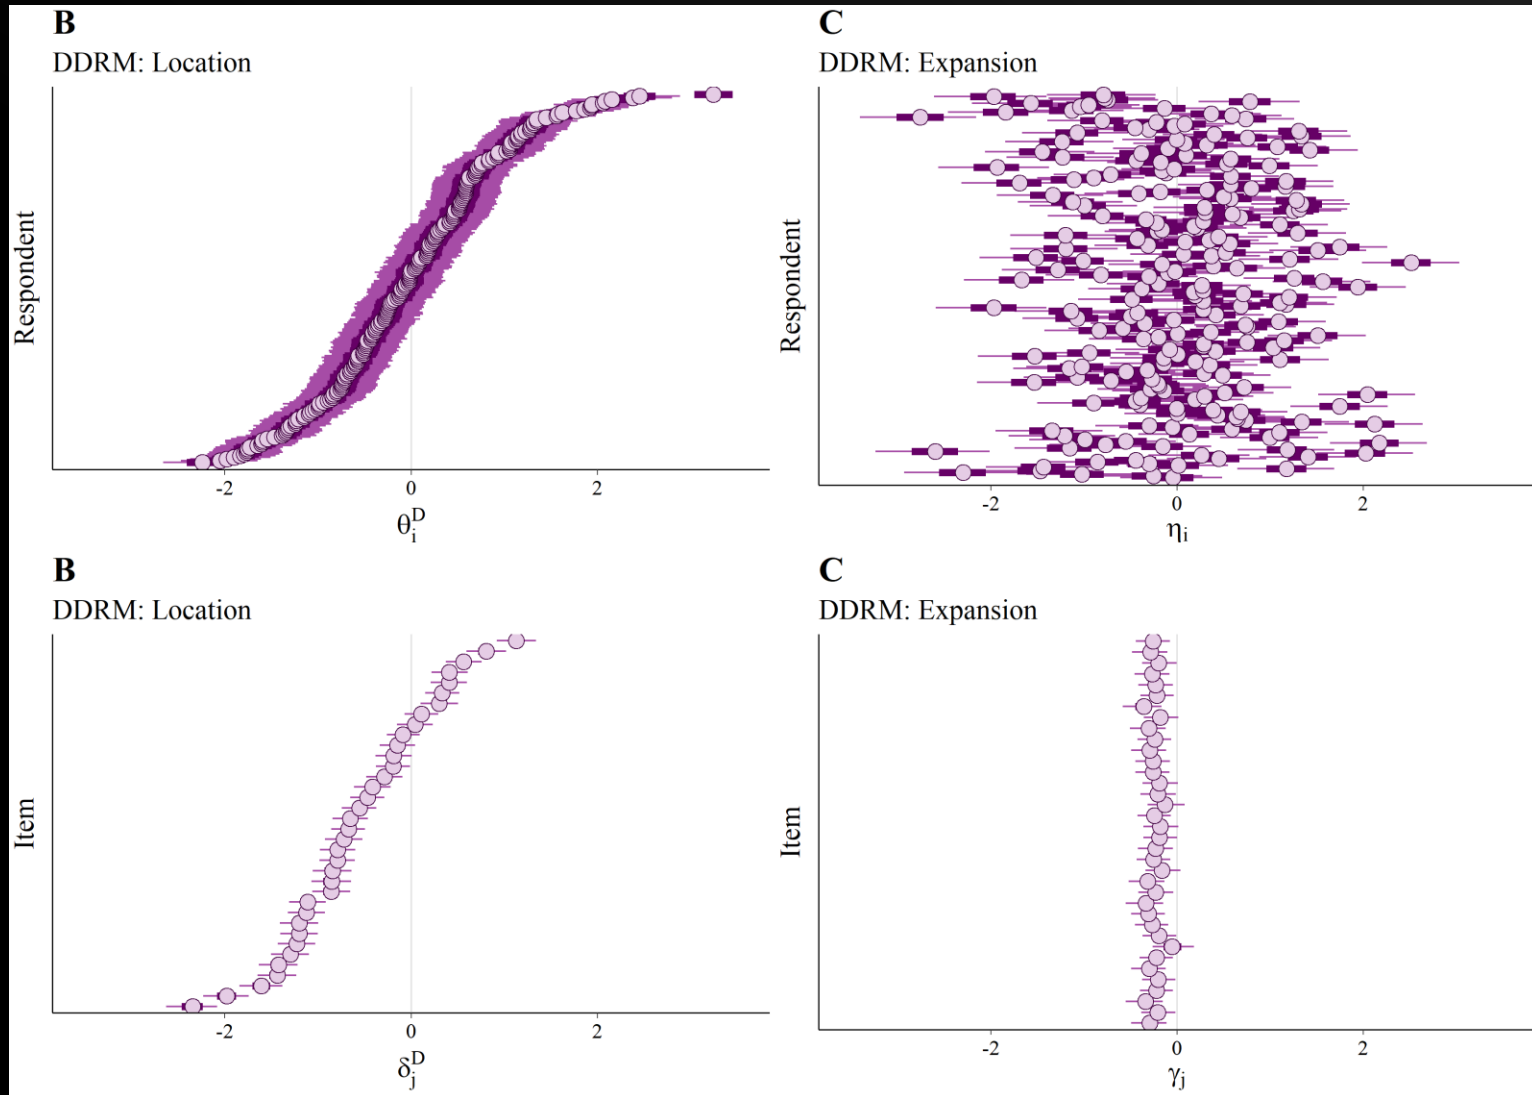 B
DDRM: Location
Respondent
-2 0 2
θ_i^D
C
DDRM: Expansion
Respondent
-2 0 2
η_i
B
DDRM: Location
Item
-2 0 2
δ_j^D
C
DDRM: Expansion
Item
-2 0 2
γ_j